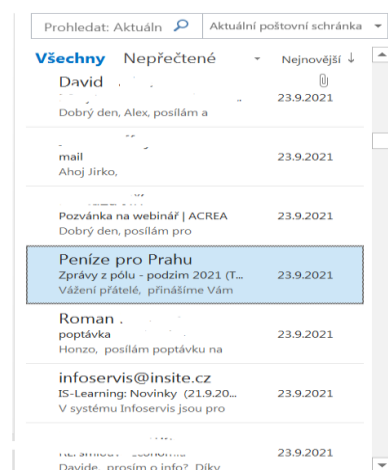 Prohledat: Aktuáln Aktuální poštovní schránka
Všechny Nepřečtené Nejnovější ↓
David
23.9.2021
Dobrý den, Alex, posílám a
mail 23.9.2021
Ahoj Jirko,
Pozvánka na webinář | ACREA 23.9.2021
Dobrý den, posílám pro
Peníze pro Prahu
Zprávy z pólu - podzim 2021 (T... 23.9.2021
Vážení přátelé, přinášíme Vám
Roman
poptávka 23.9.2021
Honzo, posílám poptávku na
infoservis@insite.cz
IS-Learning: Novinky (21.9.20... 23.9.2021
V systému Infoservis jsou pro
23.9.2021
Davide, prosím o info? Díky